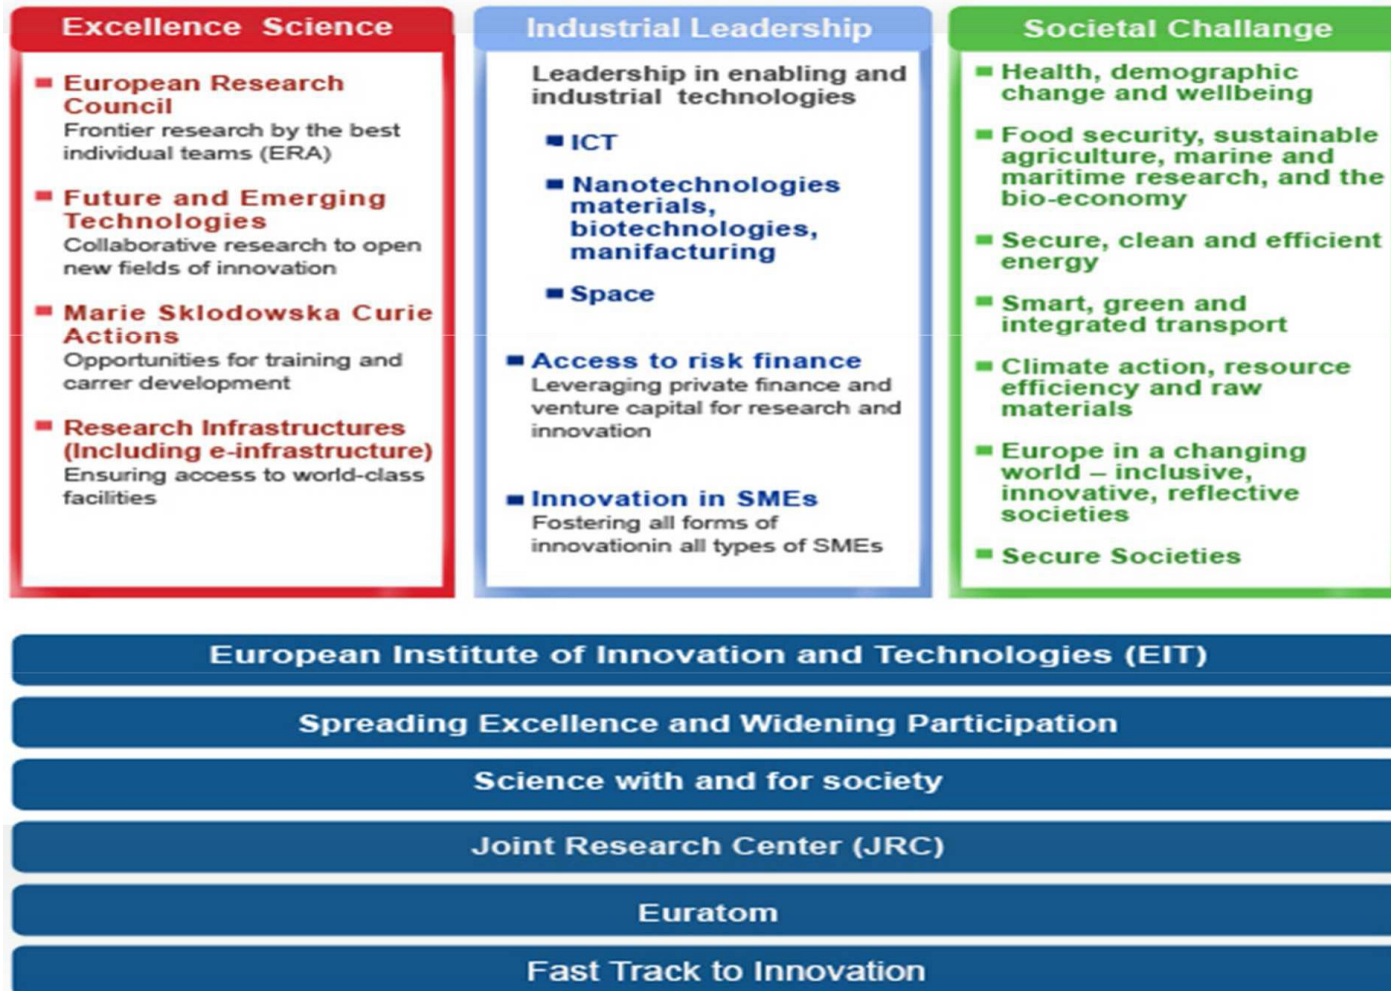 Excellence Science
European Research
Council
Frontier research by the best
individual teams (ERA)
Future and Emerging
Technologies
Collaborative research to open
new fields of innovation
Marie Sklodowska Curie
Actions
Opportunities for training and
carrer development
Research Infrastructures
(Including e-infrastructure)
Ensuring access to world-class
facilities
Industrial Leadership
Leadership in enabling and
industrial technologies
ICT
Nanotechnologies
materials,
biotechnologies,
manifacturing
Space
Access to risk finance
Leveraging private finance and
venture capital for research and
innovation
Innovation in SMEs
Fostering all forms of
innovationin all types of SMEs
Societal Challange
Health, demographic
change and wellbeing
Food security, sustainable
agriculture, marine and
maritime research, and the
bio-economy
Secure, clean and efficient
energy
Smart, green and
integrated transport
Climate action, resource
efficiency and raw
materials
Europe in a changing
world – inclusive,
innovative, reflective
societies
Secure Societies
European Institute of Innovation and Technologies (EIT)
Spreading Excellence and Widening Participation
Science with and for society
Joint Research Center (JRC)
Euratom
Fast Track to Innovation